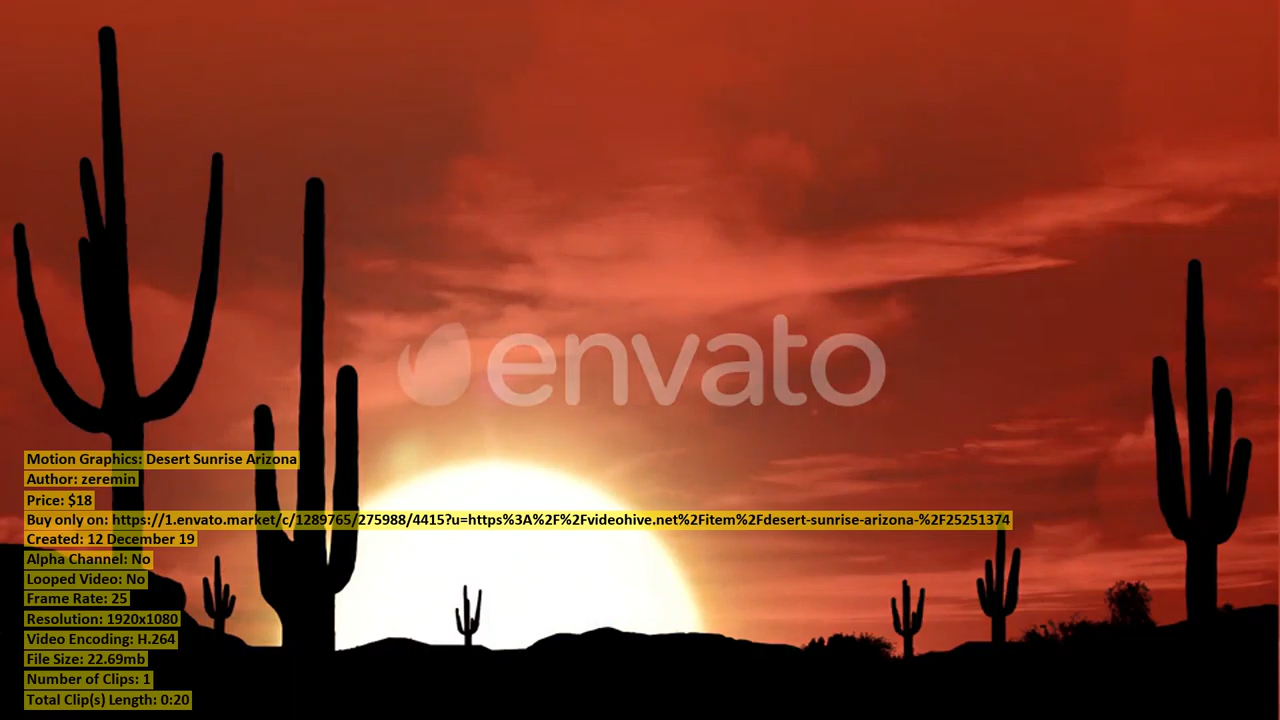 envato
Motion Graphics: Desert Sunrise Arizona
Author: zeremin
Price: $18
Buy only on: https://1.envato.market/c/1289765/275988/4415?u=https%3A%2F%2Fvideohive.net%2Fitem%2Fdesert-sunrise-arizona-%2F25251374
Created: 12 December 19
Alpha Channel: No
Looped Video: No
Frame Rate: 25
Resolution: 1920x1080
Video Encoding: H.264
File Size: 22.69mb
Number of Clips: 1
Total Clip(s) Length: 0:20